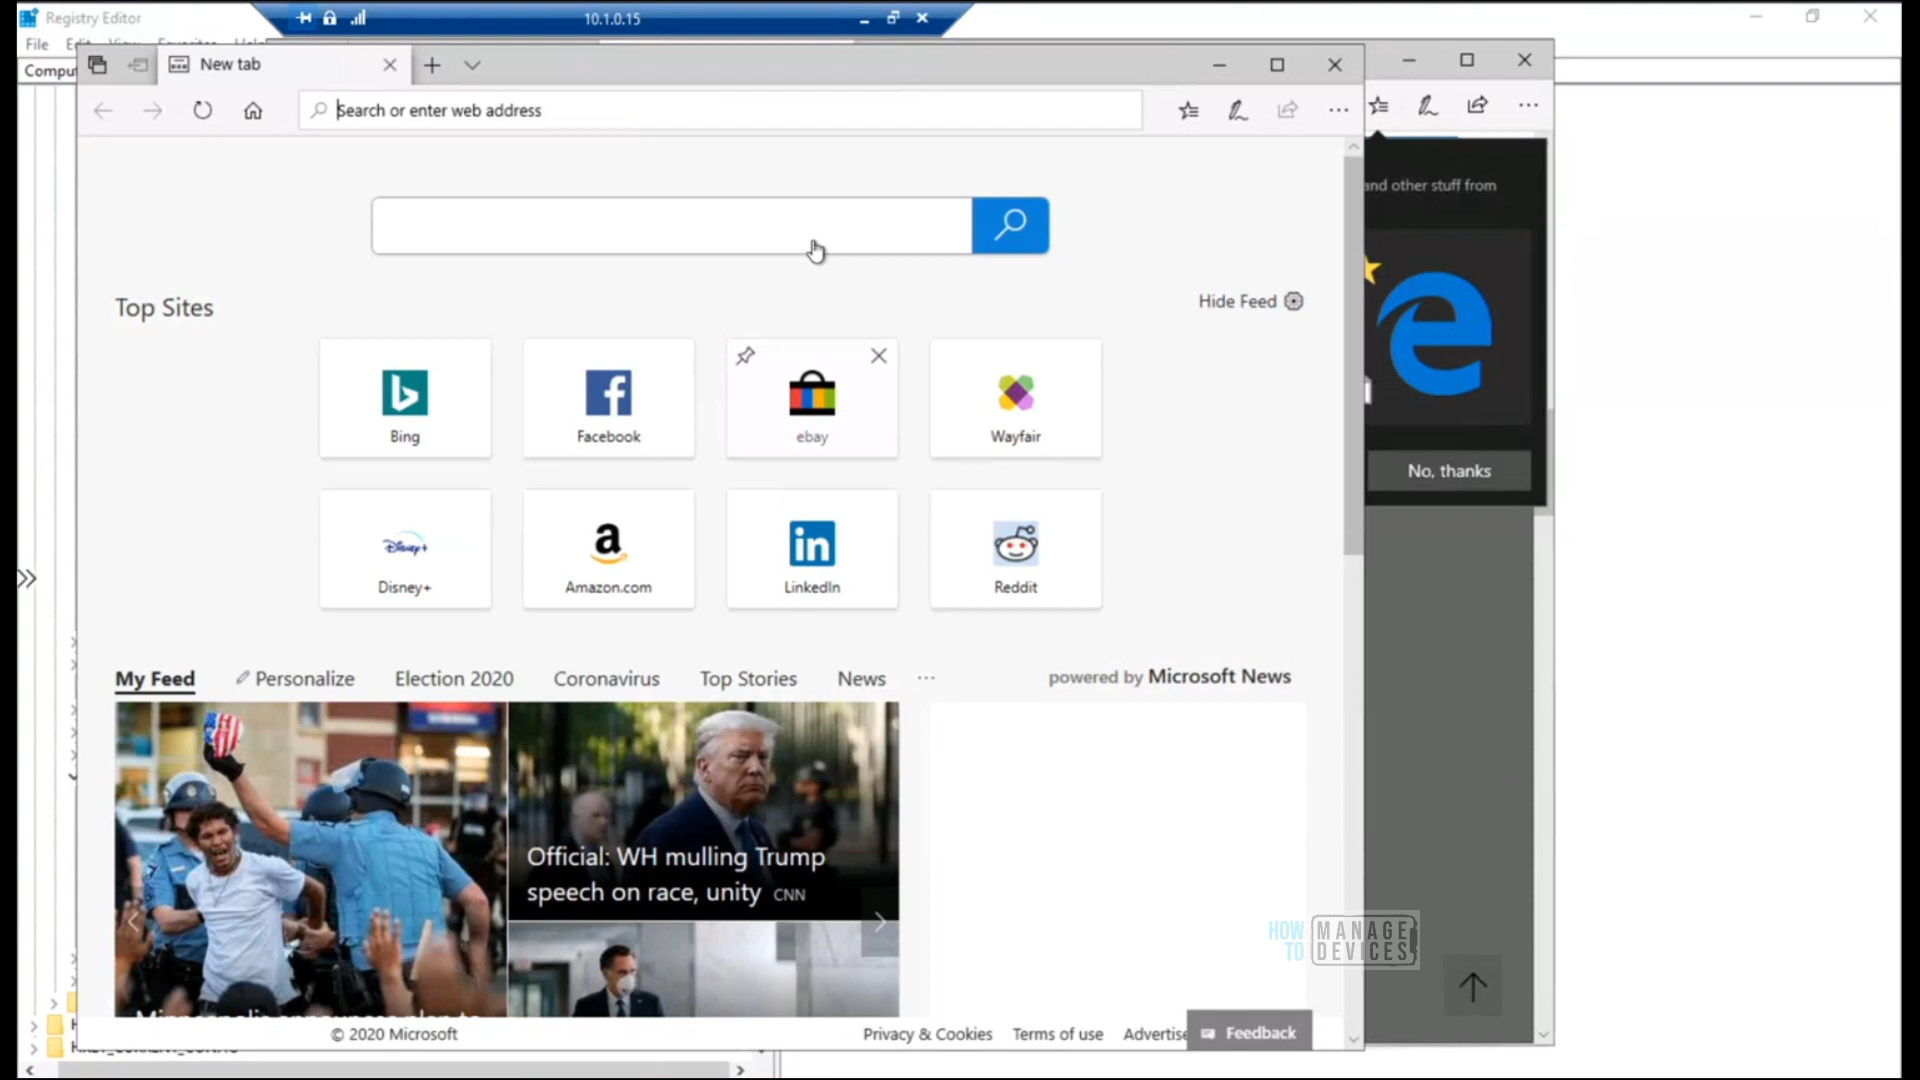 Registry Editor
10.1.0.15
File
New tab
Search or enter web address
and other stuff from
Top Sites
Hide Feed
Bing
Facebook
ebay
Wayfair
No, thanks
Disney+
Disney+
a
in
Amazon.com
LinkedIn
Reddit
My Feed
Personalize
Election 2020
Coronavirus
Top Stories
News
powered by Microsoft News
Official: WH mulling Trump
speech on race, unity CNN
HOW TO
MANAGE DEVICES
© 2020 Microsoft
Privacy & Cookies
Terms of use
Advertise
Feedback